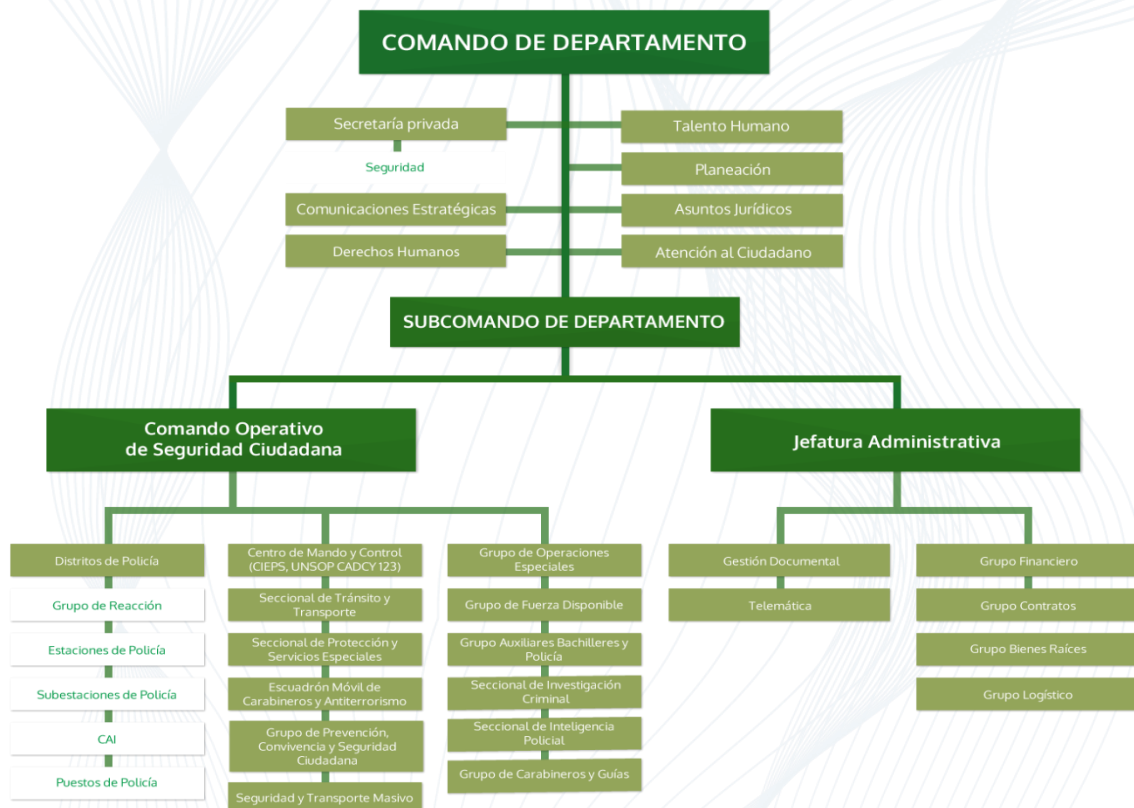 COMANDO DE DEPARTAMENTO
Secretaría privada
Talento Humano
Seguridad
Planeación
Comunicaciones Estratégicas
Asuntos Jurídicos
Derechos Humanos
Atención al Ciudadano
SUBCOMANDO DE DEPARTAMENTO
Comando Operativo
de Seguridad Ciudadana
Jefatura Administrativa
Distritos de Policía
Grupo de Reacción
Estaciones de Policía
Subestaciones de Policía
CAI
Puestos de Policía
Centro de Mando y Control
(CIEPS, UNSOP CADCY 123)
Seccional de Tránsito y
Transporte
Seccional de Protección y
Servicios Especiales
Escuadrón Móvil de
Carabineros y Antiterrorismo
Grupo de Prevención,
Convivencia y Seguridad
Ciudadana
Seguridad y Transporte Masivo
Grupo de Operaciones
Especiales
Grupo de Fuerza Disponible
Grupo Auxiliares Bachilleres y
Policía
Seccional de Investigación
Criminal
Seccional de Inteligencia
Policial
Grupo de Carabineros y Guías
Gestión Documental
Telemática
Grupo Financiero
Grupo Contratos
Grupo Bienes Raíces
Grupo Logístico